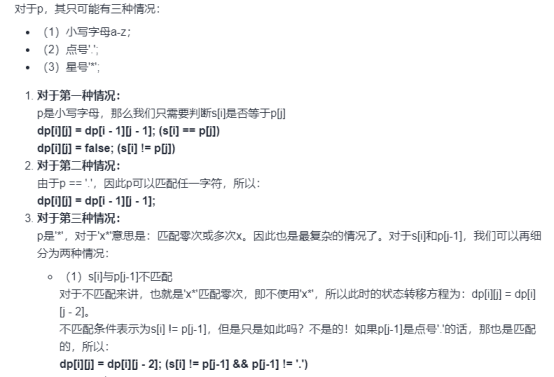 对于p，其只可能有三种情况：
（1）小写字母a-z；
（2）点号'.'；
（3）星号'*'；
1. 对于第一种情况：
p是小写字母，那么我们只需要判断s[i]是否等于p[j]
dp[i][j] = dp[i - 1][j - 1]; (s[i] == p[j])
dp[i][j] = false; (s[i] != p[j])
2. 对于第二种情况：
由于p == '.'，因此p可以匹配任一字符，所以：
dp[i][j] = dp[i - 1][j - 1];
3. 对于第三种情况：
p是'*'，对于'x*'意思是：匹配零次或多次x。因此也是最复杂的情况了。对于s[i]和p[j-1]，我们可以再细
分为两种情况：
（1）s[i]与p[j-1]不匹配
对于不匹配来讲，也就是'x*'匹配零次，即不使用'x*'，所以此时的状态转移方程为：dp[i][j] = dp[i]
[j - 2]。
不匹配条件表示为s[i] != p[j-1]，但是只是如此吗？不是的！如果p[j-1]是点号'.'的话，那也是匹配
的，所以：
dp[i][j] = dp[i][j - 2]; (s[i] != p[j-1] && p[j-1] != '.')